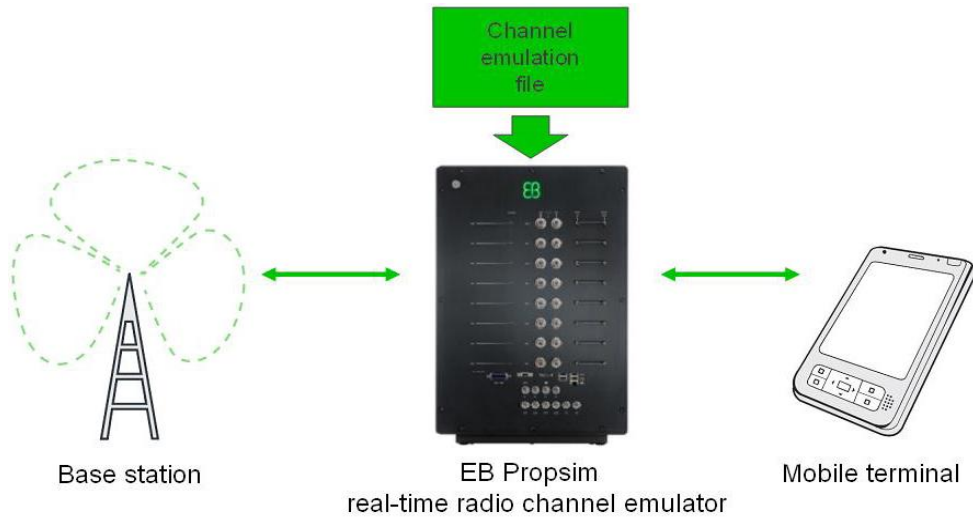 Channel
emulation
file
EB
Base station
EB Propsim
real-time radio channel emulator
Mobile terminal